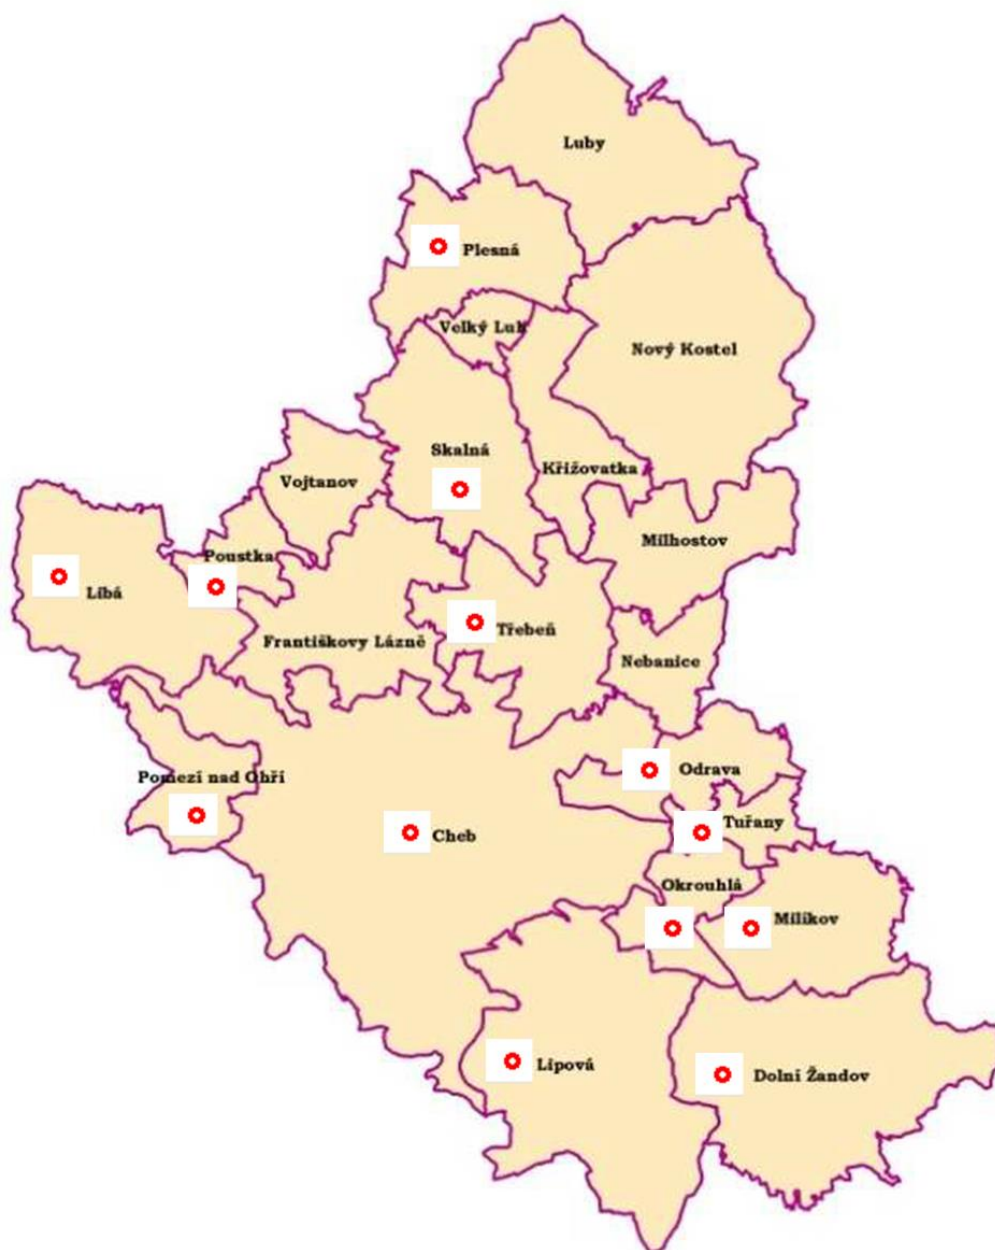 Luby
Plesná
Velký Luh
Nový Kostel
Skalná
Křižovatka
Vojtanov
Milhostov
Poustka
Libá
Třebeň
Františkovy Lázně
Nebanice
Odrava
Pomezí nad Ohří
Tuřany
Cheb
Okrouhlá
Milíkov
Lipová
Dolní Žandov